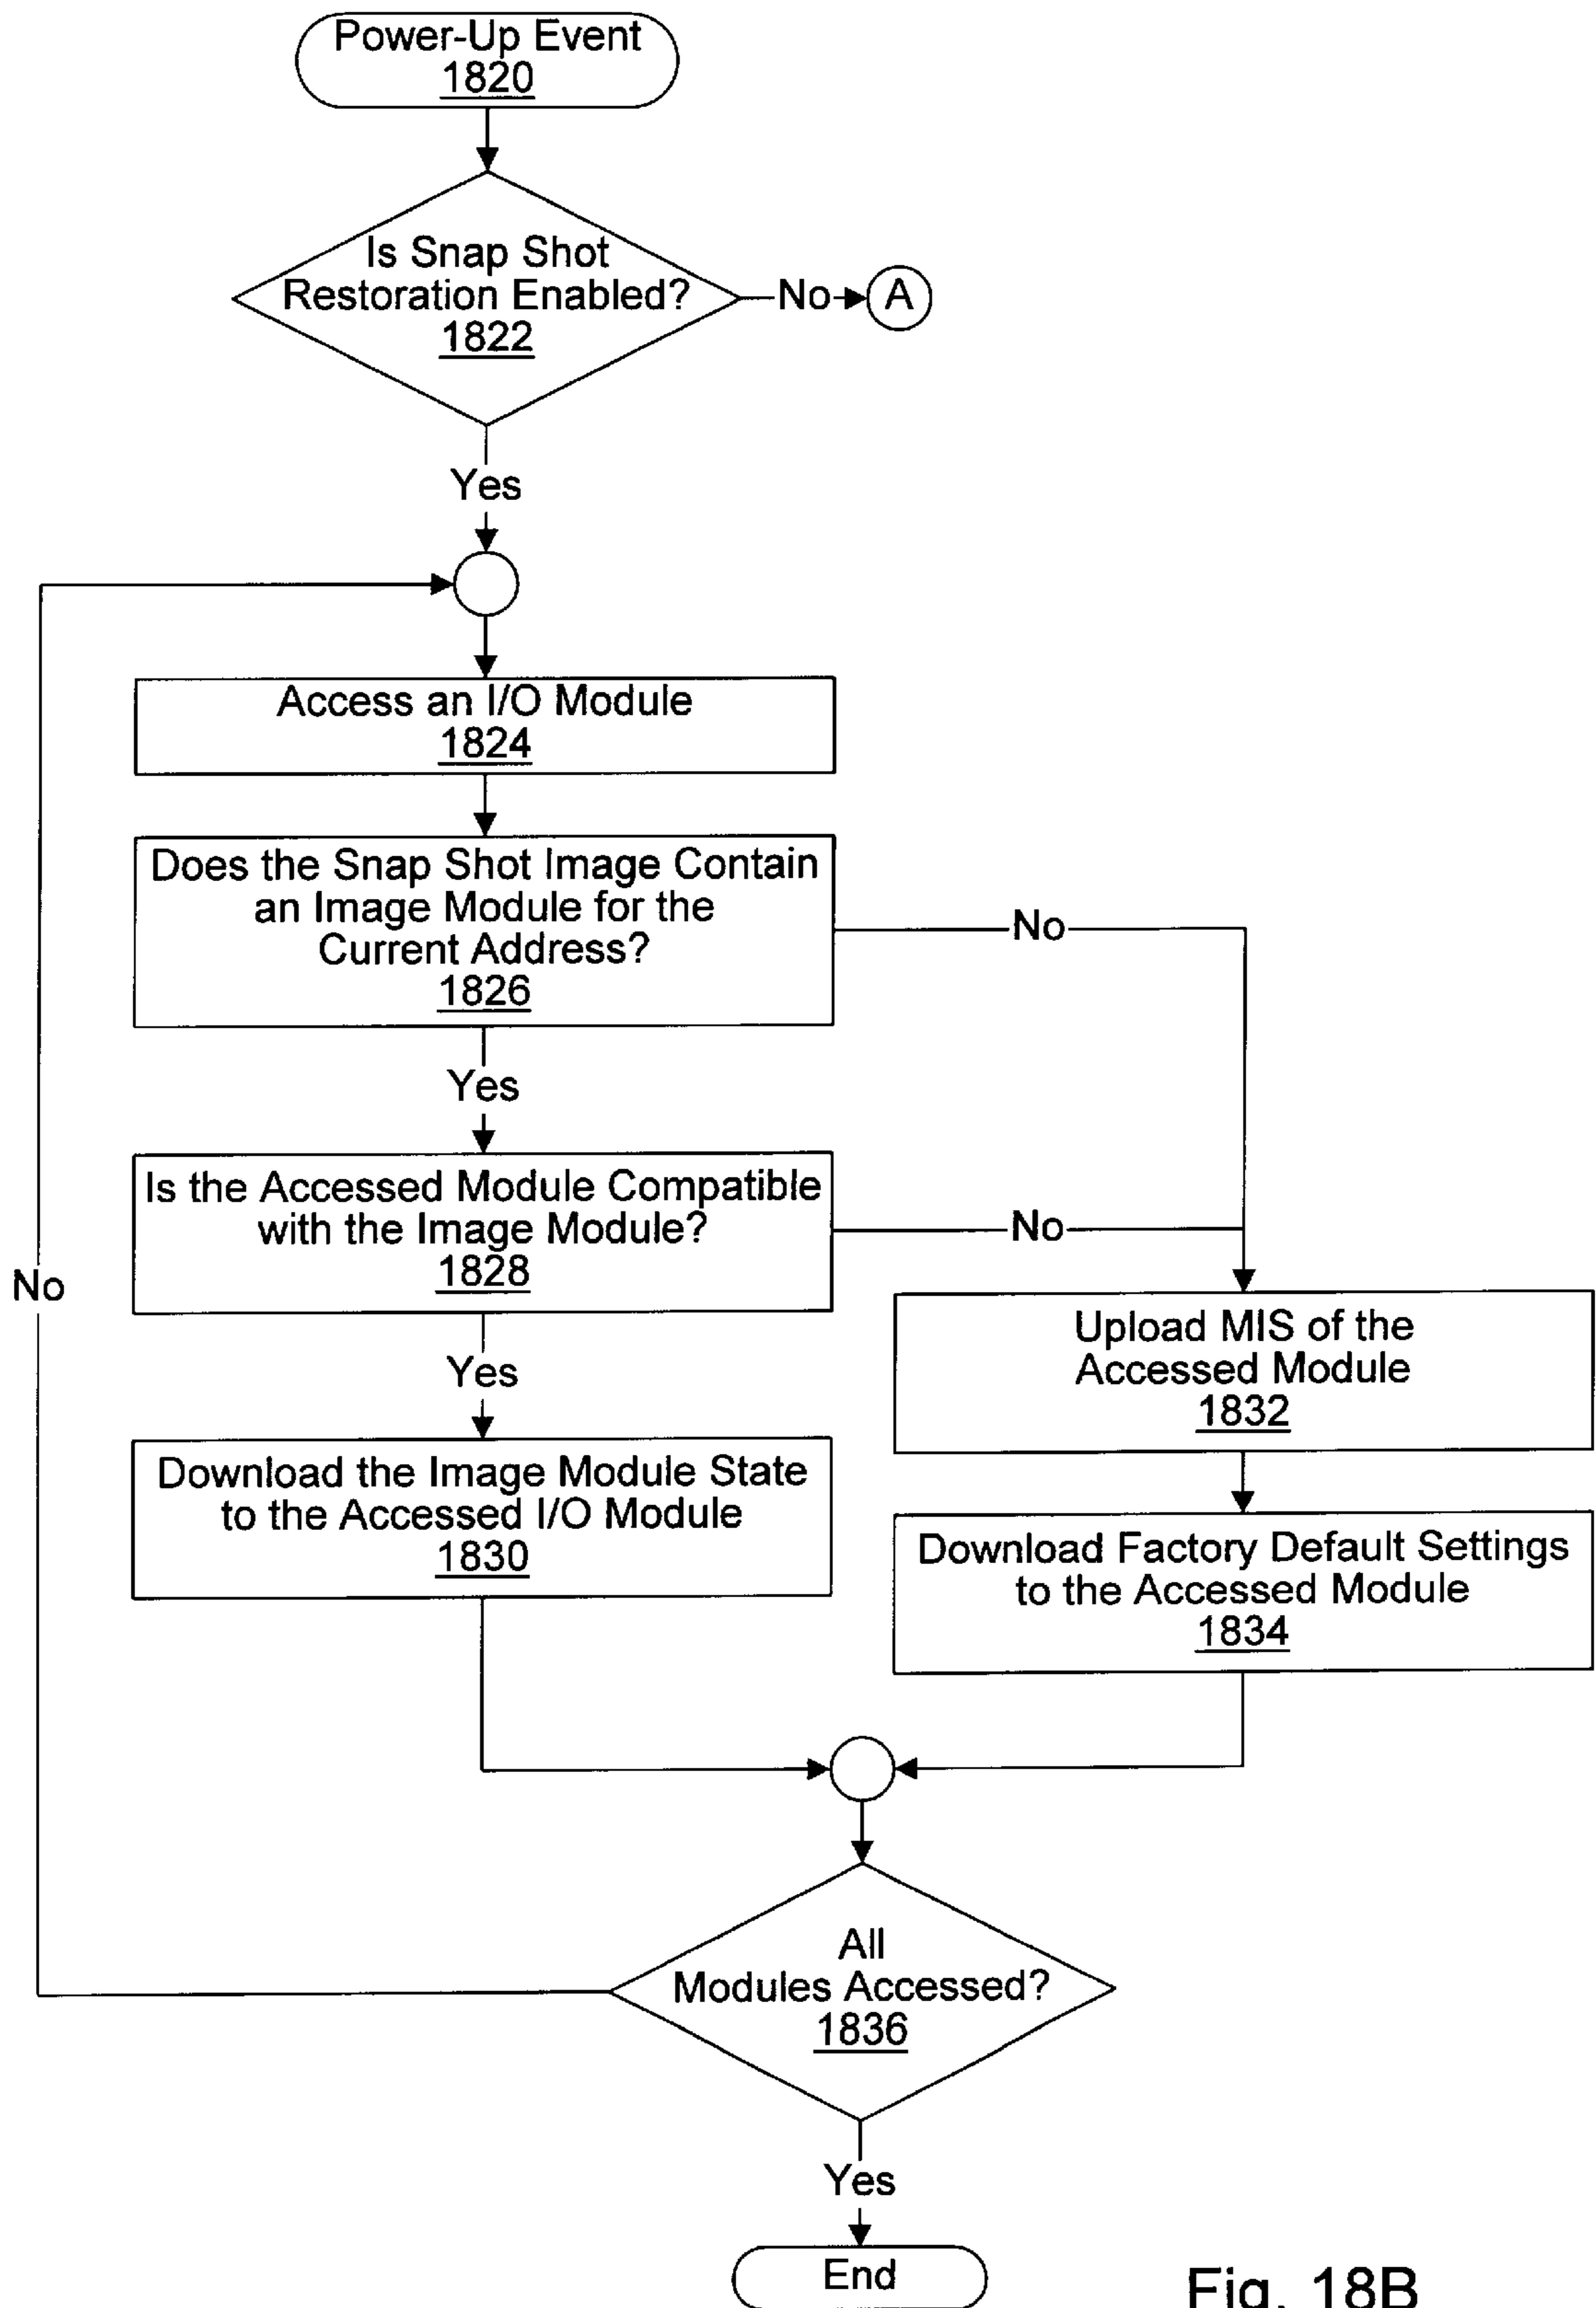 Power-Up Event
1820
Is Snap Shot
Restoration Enabled?
1822
No
A
Yes
Access an I/O Module
1824
Does the Snap Shot Image Contain
an Image Module for the
Current Address?
1826
No
Yes
Is the Accessed Module Compatible
with the Image Module?
1828
No
No
Upload MIS of the
Accessed Module
1832
Yes
Download the Image Module State
to the Accessed I/O Module
1830
Download Factory Default Settings
to the Accessed Module
1834
All
Modules Accessed?
1836
Yes
End
Fig. 18B